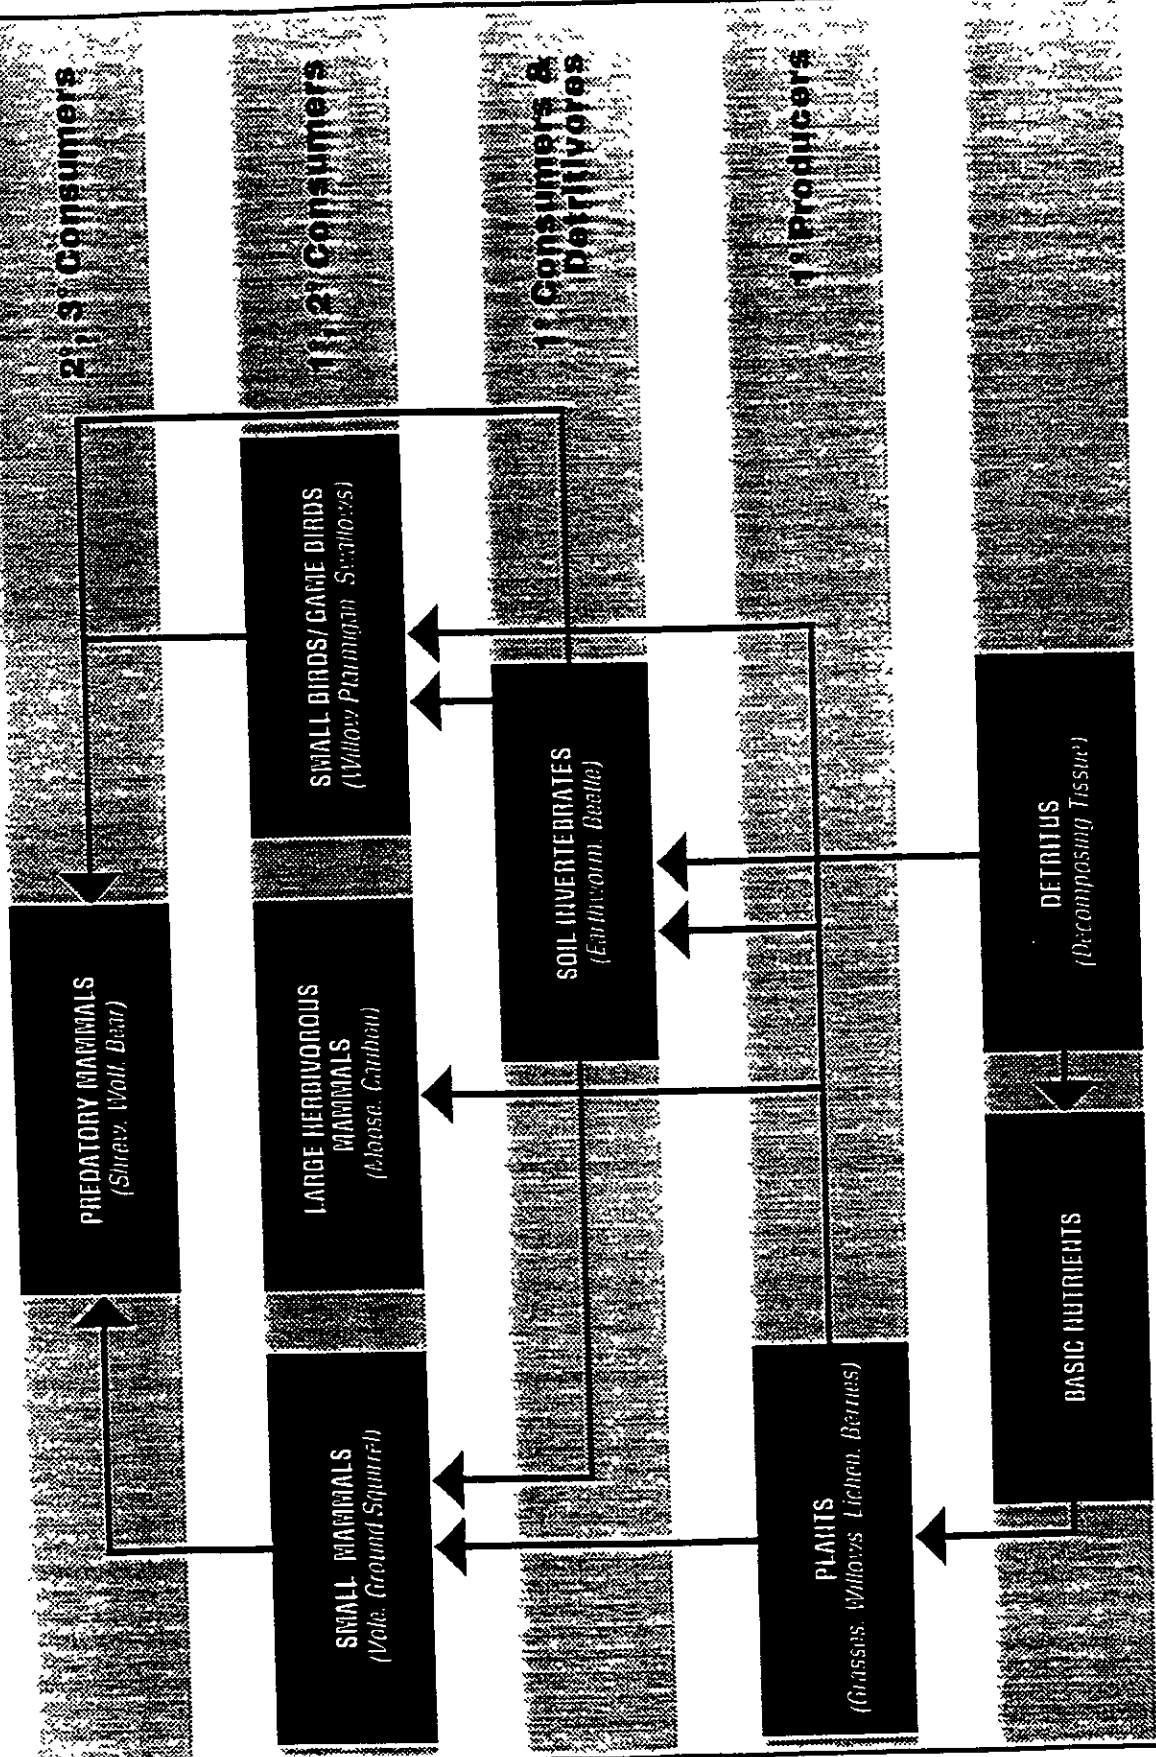 2°, 3° Consumers
PREDATORY MAMMALS
(Shrew, Wolf, Bear)
1°, 2° Consumers
SMALL MAMMALS
(Vole, Ground Squirrel)
LARGE HERBIVOROUS
MAMMALS
(Moose, Caribou)
SMALL BIRDS/ GAME BIRDS
(Willow Ptarmigan, Swallows)
1° Consumers &
Detritivores
SOIL INVERTEBRATES
(Earthworm, Beetle)
1° Producers
PLANTS
(Grasses, Willows, Lichen, Berries)
BASIC NUTRIENTS
DETRITUS
(Decomposing Tissue)